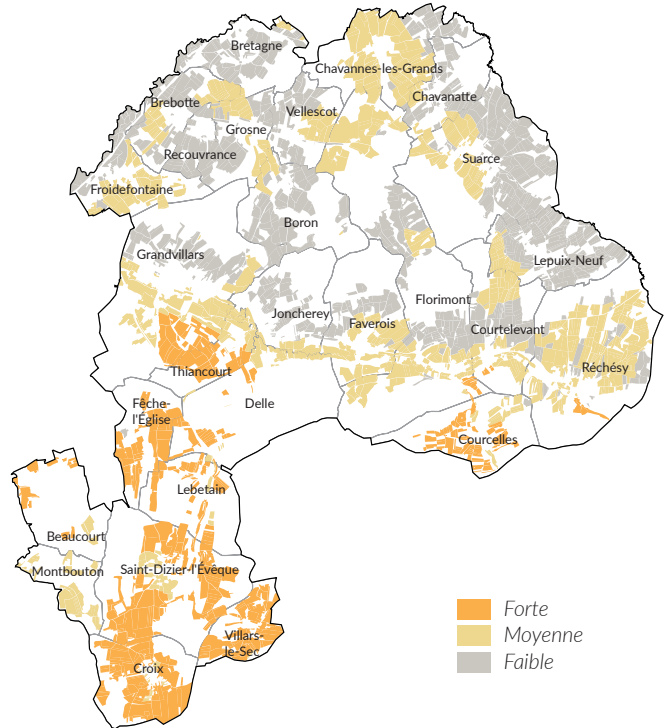 Bretagne
Chavannes-les-Grands
Chavanatte
Brebotte
Vellescot
Grosne
Recouvrance
Suarce
Froidefontaine
Boron
Grandvillars
Lepuix-Neuf
Florimont
Joncherey
Faverois
Courtelevant
Thiancourt
Réchésy
Fêche-
l'Église
Delle
Courcelles
Lebetain
Beaucourt
Montbouton
Saint-Dizier-l'Évêque
Villars-
le-Sec
Croix
Forte
Moyenne
Faible